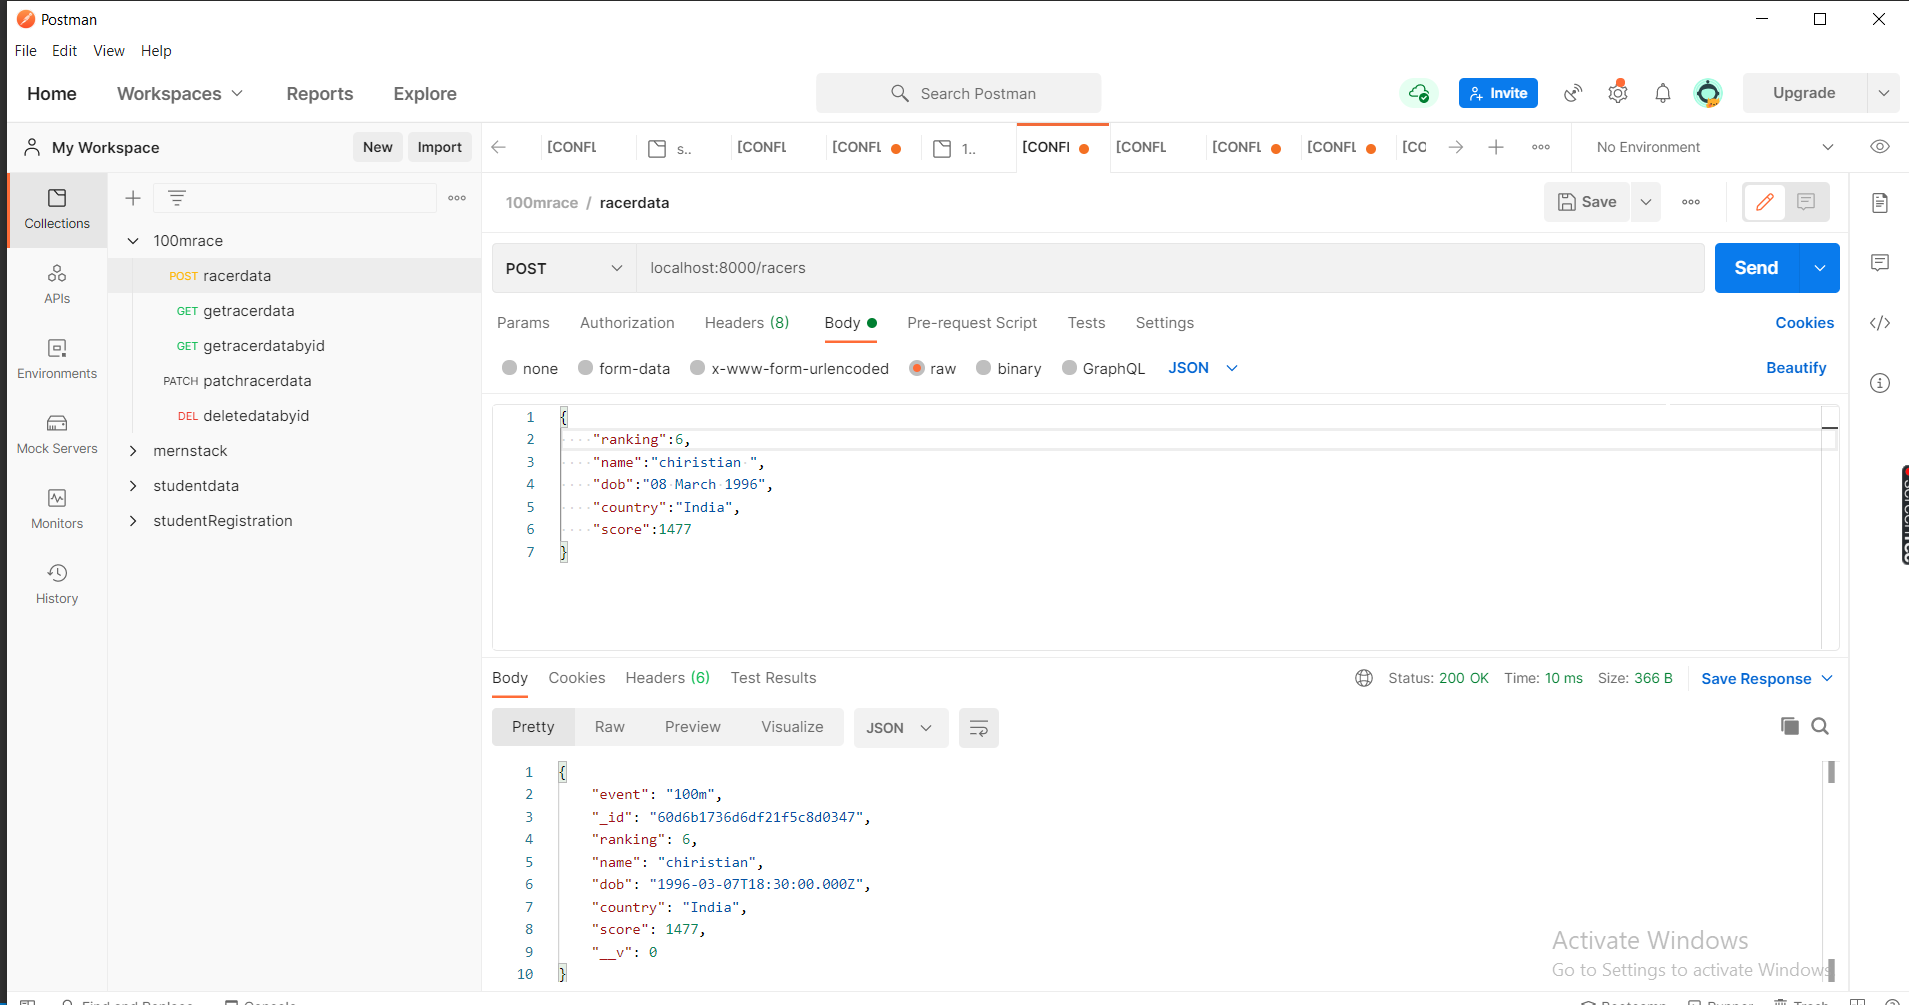 Postman
File Edit View Help
Home Workspaces Reports Explore
Search Postman
Invite
Upgrade
My Workspace New Import
[CONFL s.. [CONFL [CONFL 1.. [CONFI [CONFL [CONFL [CONFL [CO
No Environment
Collections
APIs
Environments
Mock Servers
Monitors
History
100mrace
POST racerdata
GET getracerdata
GET getracerdatabyid
PATCH patchracerdata
DEL deletedatabyid
mernstack
studentdata
studentRegistration
100mrace / racerdata
Save
POST localhost:8000/racers
Send
Params Authorization Headers (8) Body Pre-request Script Tests Settings
Cookies
none form-data x-www-form-urlencoded raw binary GraphQL JSON
Beautify
1 {
2 "ranking":6,
3 "name":"chiristian ",
4 "dob":"08 March 1996",
5 "country":"India",
6 "score":1477
7 }
Body Cookies Headers (6) Test Results
Status: 200 OK Time: 10 ms Size: 366 B Save Response
Pretty Raw Preview Visualize JSON
1 {
2 "event": "100m",
3 "_id": "60d6b1736d6df21f5c8d0347",
4 "ranking": 6,
5 "name": "chiristian",
6 "dob": "1996-03-07T18:30:00.000Z",
7 "country": "India",
8 "score": 1477,
9 "__v": 0
10 }
Activate Windows
Go to Settings to activate Windows
Find and Replace Console
Bootcamp Runner Trash